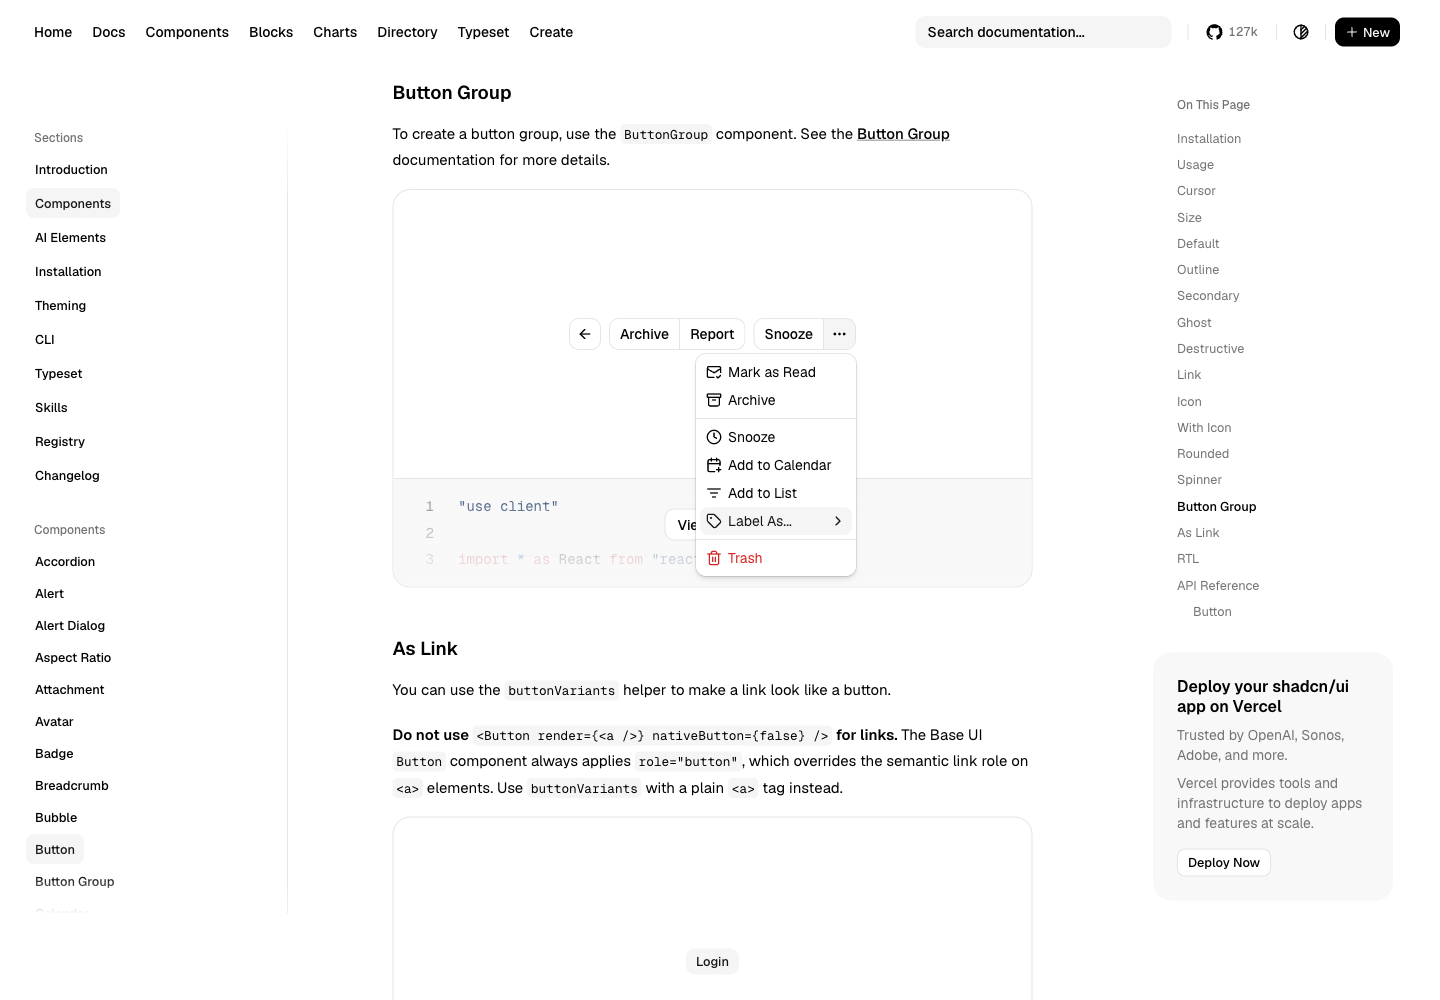 Home Docs Components Blocks Charts Directory Typeset Create
Search documentation...
127k
New
Sections
Introduction
Components
AI Elements
Installation
Theming
CLI
Typeset
Skills
Registry
Changelog
Components
Accordion
Alert
Alert Dialog
Aspect Ratio
Attachment
Avatar
Badge
Breadcrumb
Bubble
Button
Button Group
Calendar
Button Group
To create a button group, use the ButtonGroup component. See the Button Group
documentation for more details.
Archive Report Snooze
Mark as Read
Archive
Snooze
Add to Calendar
Add to List
Label As...
Trash
1 "use client"
2
3 import * as React from "react
As Link
You can use the buttonVariants helper to make a link look like a button.
Do not use <Button render={<a />} nativeButton={false} /> for links. The Base UI
Button component always applies role="button", which overrides the semantic link role on
<a> elements. Use buttonVariants with a plain <a> tag instead.
Login
On This Page
Installation
Usage
Cursor
Size
Default
Outline
Secondary
Ghost
Destructive
Link
Icon
With Icon
Rounded
Spinner
Button Group
As Link
RTL
API Reference
Button
Deploy your shadcn/ui
app on Vercel
Trusted by OpenAI, Sonos,
Adobe, and more.
Vercel provides tools and
infrastructure to deploy apps
and features at scale.
Deploy Now